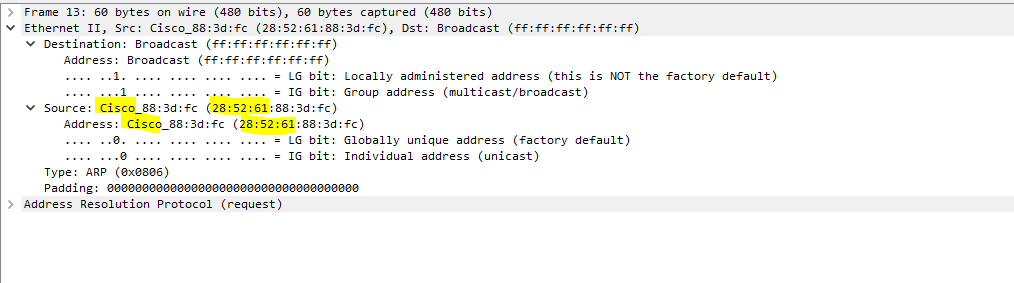 Frame 13: 60 bytes on wire (480 bits), 60 bytes captured (480 bits)
Ethernet II, Src: Cisco_88:3d:fc (28:52:61:88:3d:fc), Dst: Broadcast (ff:ff:ff:ff:ff:ff)
Destination: Broadcast (ff:ff:ff:ff:ff:ff)
Address: Broadcast (ff:ff:ff:ff:ff:ff)
.... ..1. .... .... .... .... = LG bit: Locally administered address (this is NOT the factory default)
.... ...1 .... .... .... .... = IG bit: Group address (multicast/broadcast)
Source: Cisco_88:3d:fc (28:52:61:88:3d:fc)
Address: Cisco_88:3d:fc (28:52:61:88:3d:fc)
.... ..0. .... .... .... .... = LG bit: Globally unique address (factory default)
.... ...0 .... .... .... .... = IG bit: Individual address (unicast)
Type: ARP (0x0806)
Padding: 000000000000000000000000000000000000
Address Resolution Protocol (request)